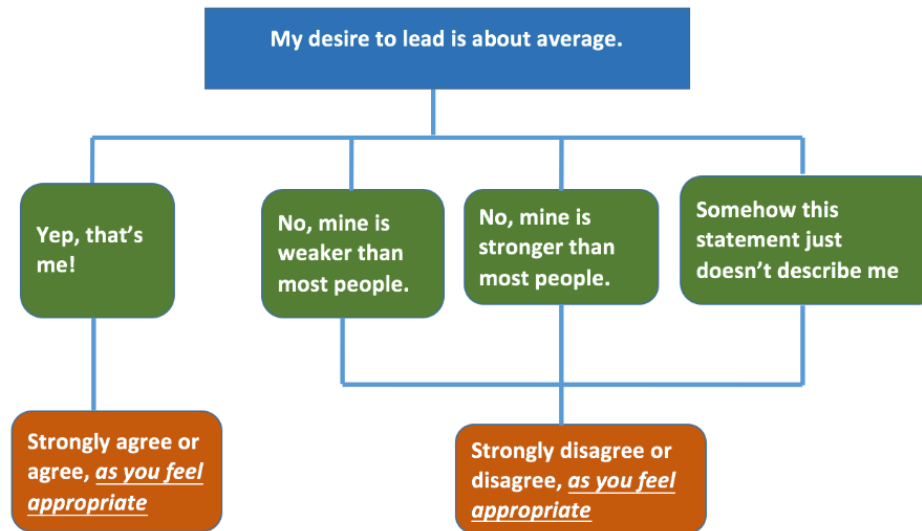 My desire to lead is about average.
Yep, that's
me!
No, mine is
weaker than
most people.
No, mine is
stronger than
most people.
Somehow this
statement just
doesn't describe me
Strongly agree or
agree, as you feel
appropriate
Strongly disagree or
disagree, as you feel
appropriate